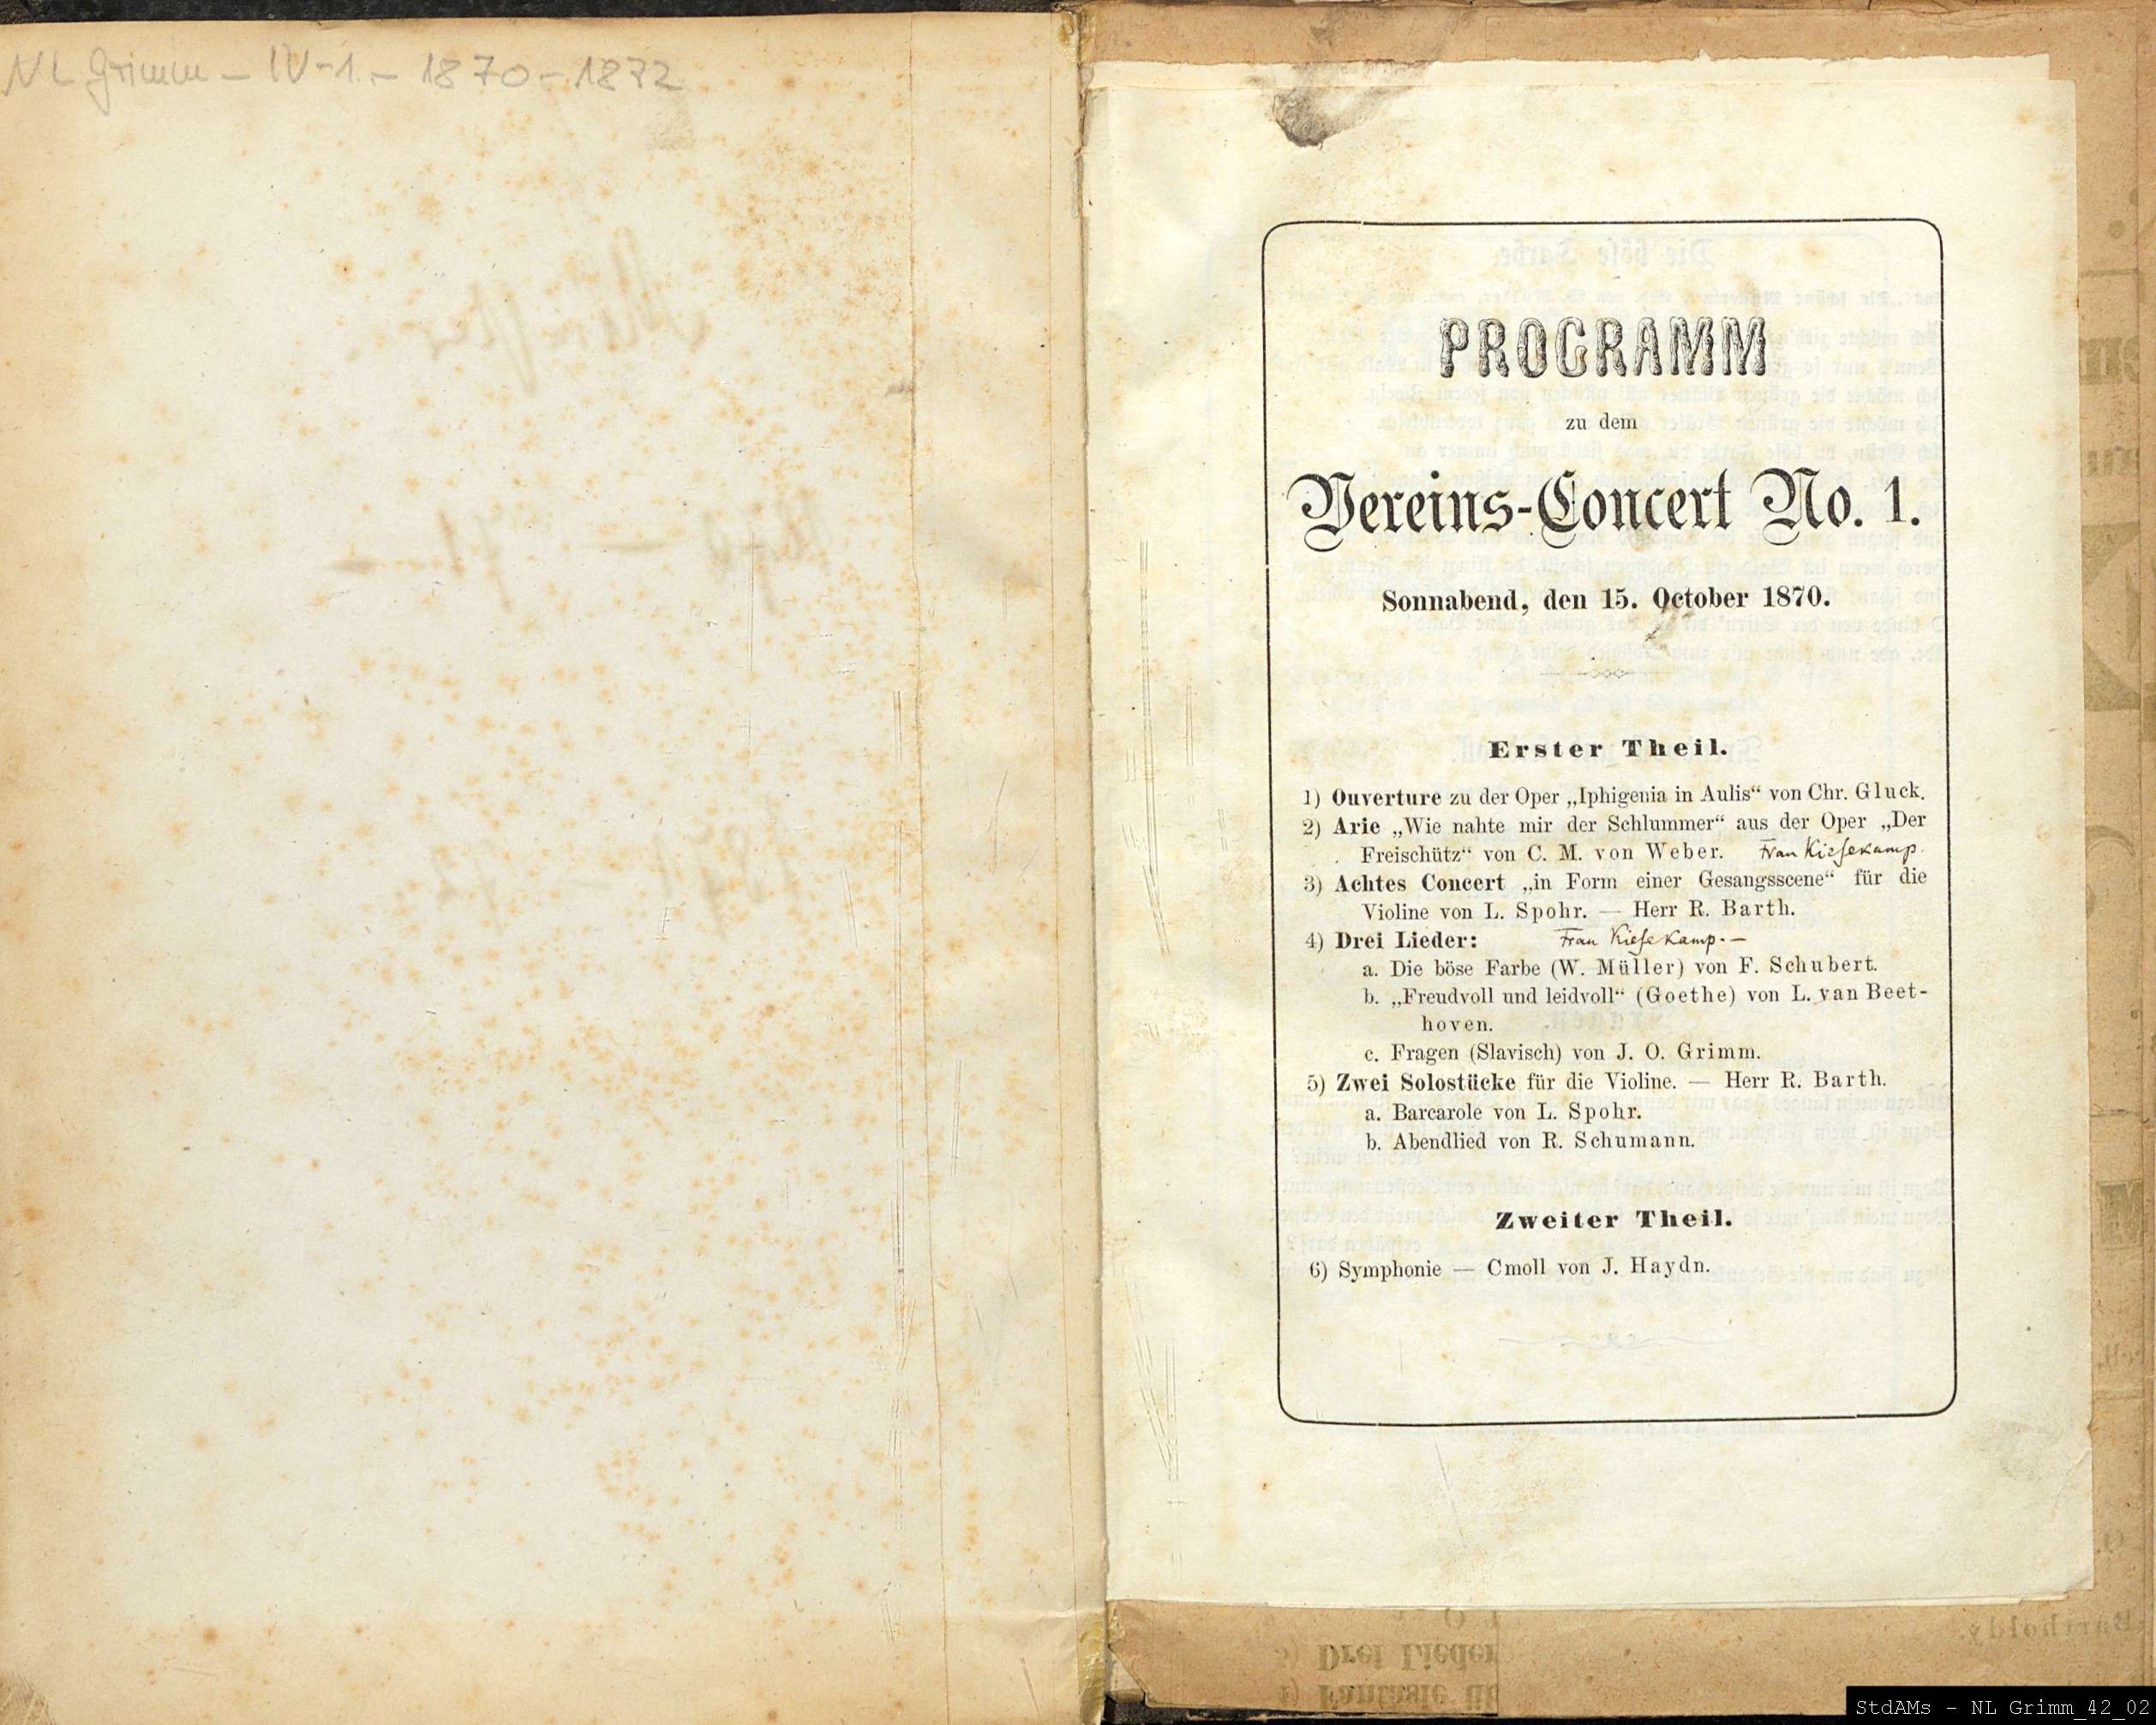 NL Grimm – IV-1. – 1870-1872
PROGRAMM
zu dem
Vereins-Concert No. 1.
Sonnabend, den 15. October 1870.
Erster Theil.
1) Ouverture zu der Oper „Iphigenia in Aulis“ von Chr. Gluck.
2) Arie „Wie nahte mir der Schlummer“ aus der Oper „Der
Freischütz“ von C. M. von Weber. Frau Kiesekamp.
3) Achtes Concert „in Form einer Gesangsscene“ für die
Violine von L. Spohr. — Herr R. Barth.
4) Drei Lieder: Frau Kiesekamp. —
a. Die böse Farbe (W. Müller) von F. Schubert.
b. „Freudvoll und leidvoll“ (Goethe) von L. van Beet-
hoven.
c. Fragen (Slavisch) von J. O. Grimm.
5) Zwei Solostücke für die Violine. — Herr R. Barth.
a. Barcarole von L. Spohr.
b. Abendlied von R. Schumann.
Zweiter Theil.
6) Symphonie — Cmoll von J. Haydn.
StdAMs - NL Grimm_42_02